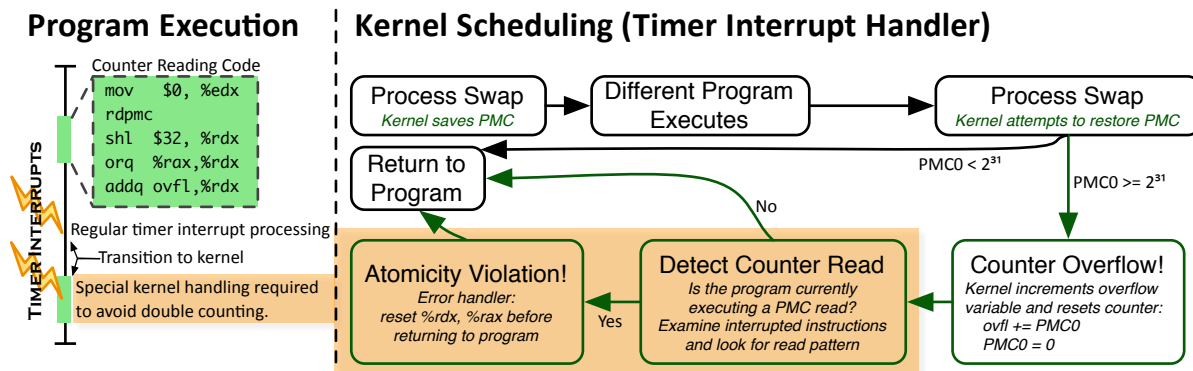 Program Execution
Counter Reading Code
mov $0, %edx
rdpmc
shl $32, %rdx
orq %rax,%rdx
addq ovfl,%rdx
TIMER INTERRUPTS
Regular timer interrupt processing
Transition to kernel
Special kernel handling required
to avoid double counting.
Kernel Scheduling (Timer Interrupt Handler)
Process Swap
Kernel saves PMC
Different Program
Executes
Process Swap
Kernel attempts to restore PMC
Return to
Program
PMC0 < 2³¹
PMC0 >= 2³¹
No
Atomicity Violation!
Error handler:
reset %rdx, %rax before
returning to program
Yes
Detect Counter Read
Is the program currently
executing a PMC read?
Examine interrupted instructions
and look for read pattern
Counter Overflow!
Kernel increments overflow
variable and resets counter:
ovfl += PMC0
PMC0 = 0